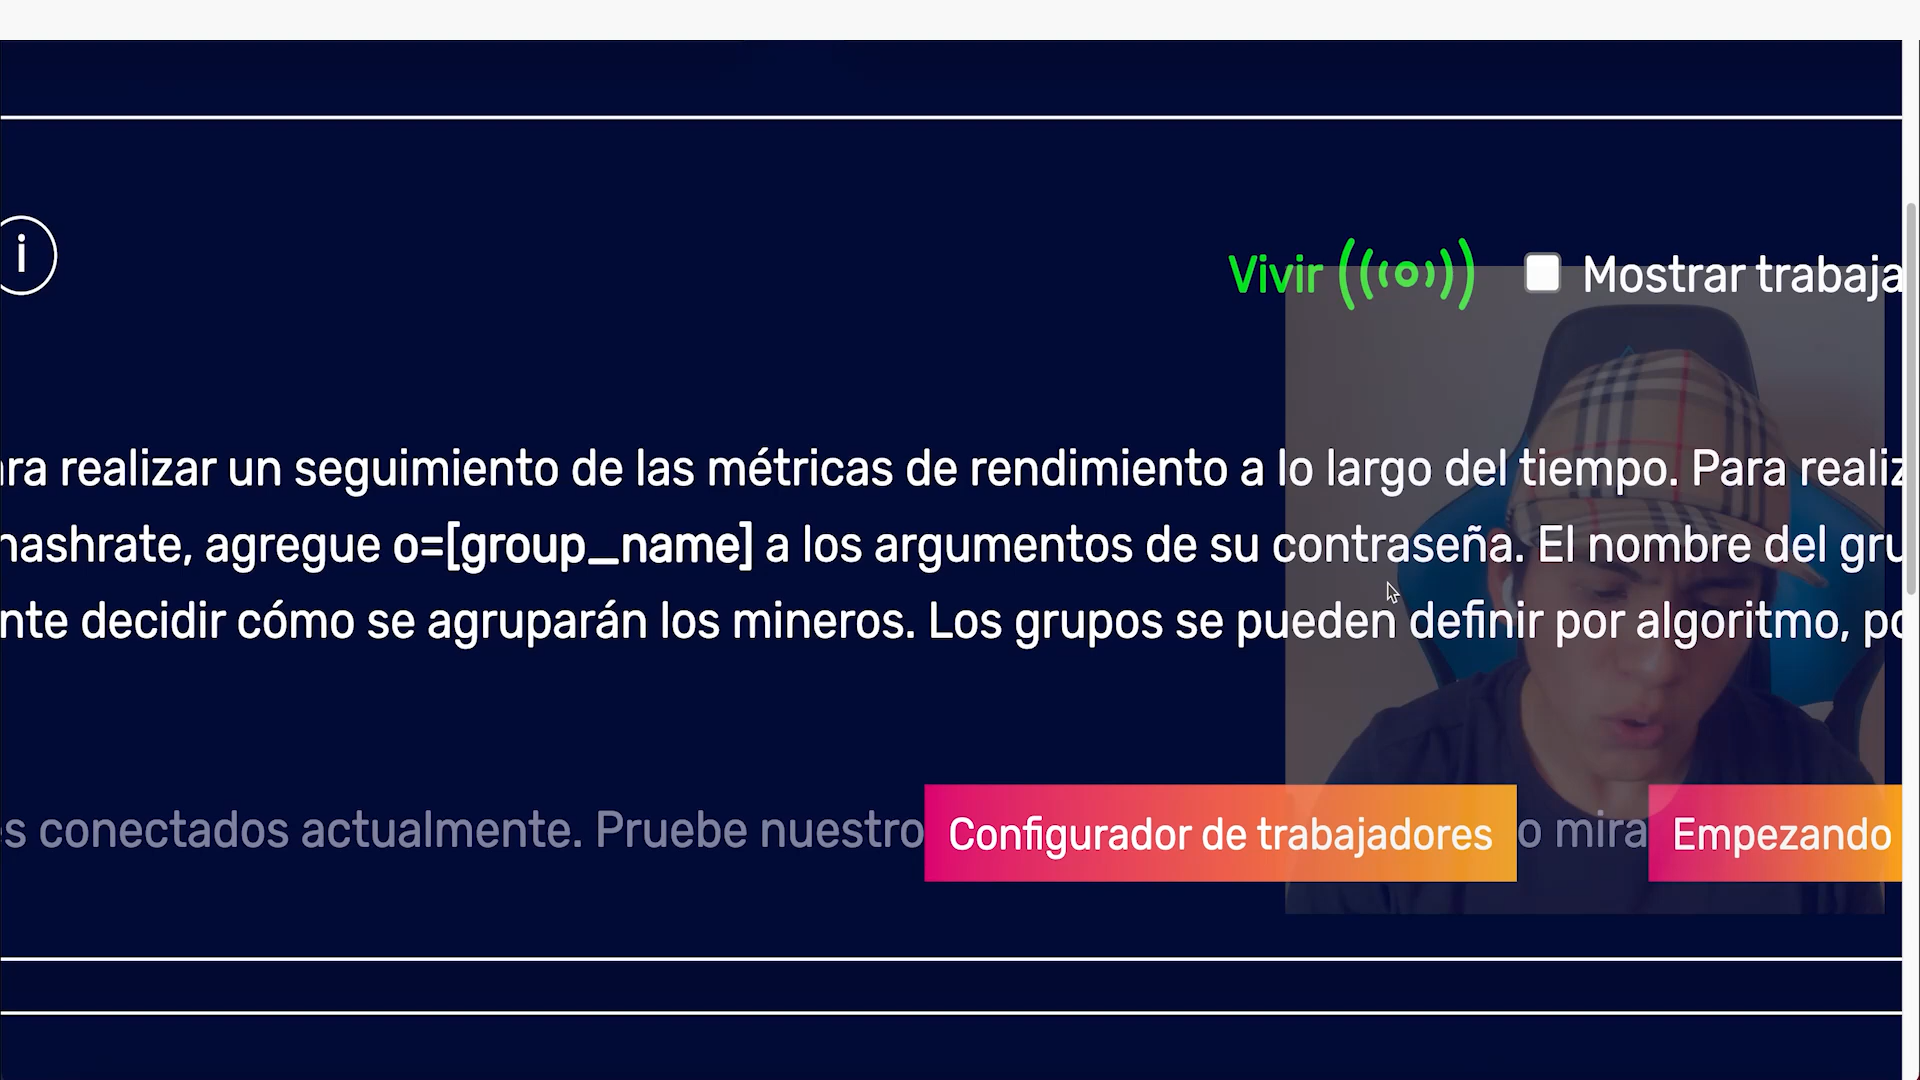 i
Vivir Mostrar trabaja
ra realizar un seguimiento de las métricas de rendimiento a lo largo del tiempo. Para realiz
hashrate, agregue o=[group_name] a los argumentos de su contraseña. El nombre del gru
nte decidir cómo se agruparán los mineros. Los grupos se pueden definir por algoritmo, po
s conectados actualmente. Pruebe nuestro Configurador de trabajadores o mira Empezando